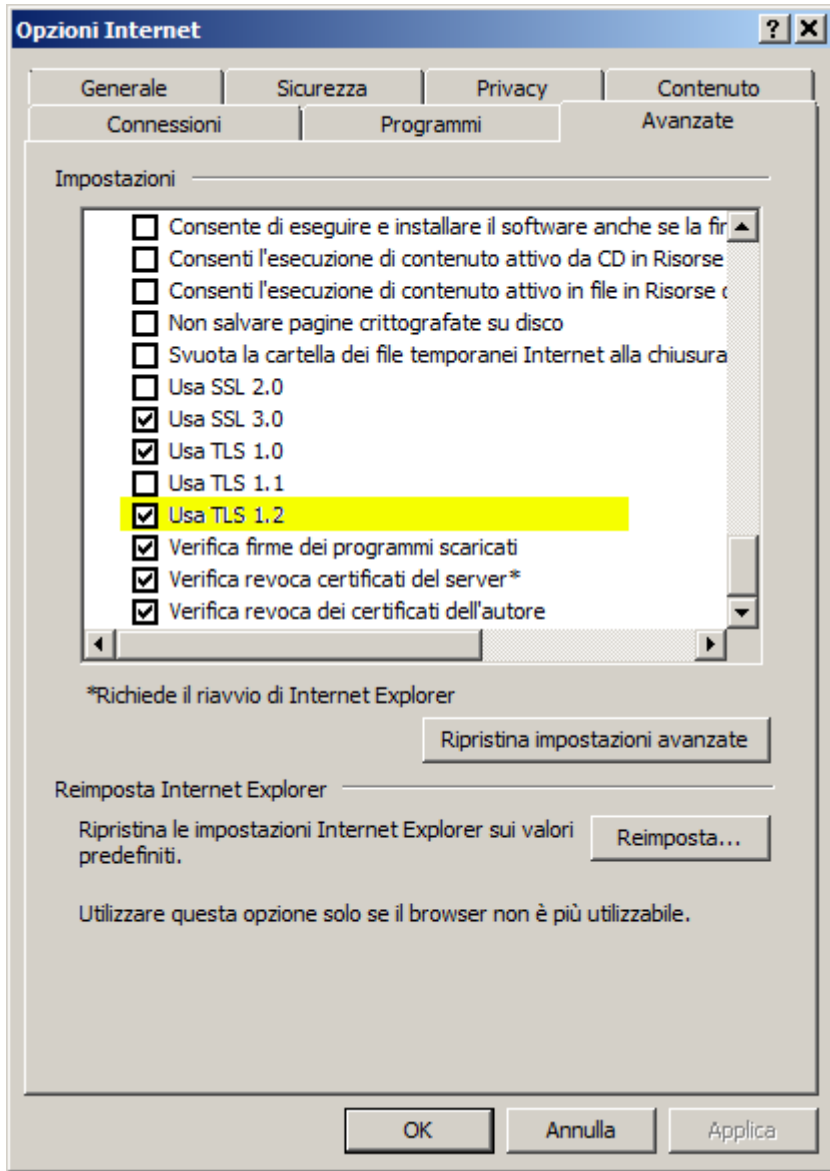 Opzioni Internet
Generale Sicurezza Privacy Contenuto
Connessioni Programmi Avanzate
Impostazioni
Consente di eseguire e installare il software anche se la fir
Consenti l'esecuzione di contenuto attivo da CD in Risorse
Consenti l'esecuzione di contenuto attivo in file in Risorse
Non salvare pagine crittografate su disco
Svuota la cartella dei file temporanei Internet alla chiusura
Usa SSL 2.0
Usa SSL 3.0
Usa TLS 1.0
Usa TLS 1.1
Usa TLS 1.2
Verifica firme dei programmi scaricati
Verifica revoca certificati del server*
Verifica revoca dei certificati dell'autore
*Richiede il riavvio di Internet Explorer
Ripristina impostazioni avanzate
Reimposta Internet Explorer
Ripristina le impostazioni Internet Explorer sui valori
predefiniti.
Reimposta...
Utilizzare questa opzione solo se il browser non è più utilizzabile.
OK Annulla Applica